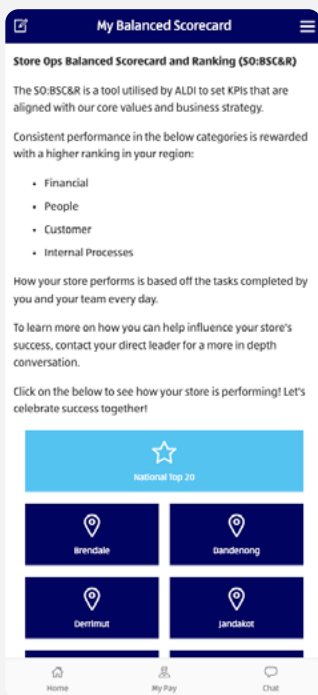 My Balanced Scorecard
Store Ops Balanced Scorecard and Ranking (SO:BSC&R)
The SO:BSC&R is a tool utilised by ALDI to set KPIs that are
aligned with our core values and business strategy.
Consistent performance in the below categories is rewarded
with a higher ranking in your region:
• Financial
• People
• Customer
• Internal Processes
How your store performs is based off the tasks completed by
you and your team every day.
To learn more on how you can help influence your store's
success, contact your direct leader for a more in depth
conversation.
Click on the below to see how your store is performing! Let's
celebrate success together!
National Top 20
Brendale
Dandenong
Derrimut
Jandakot
Home
My Pay
Chat